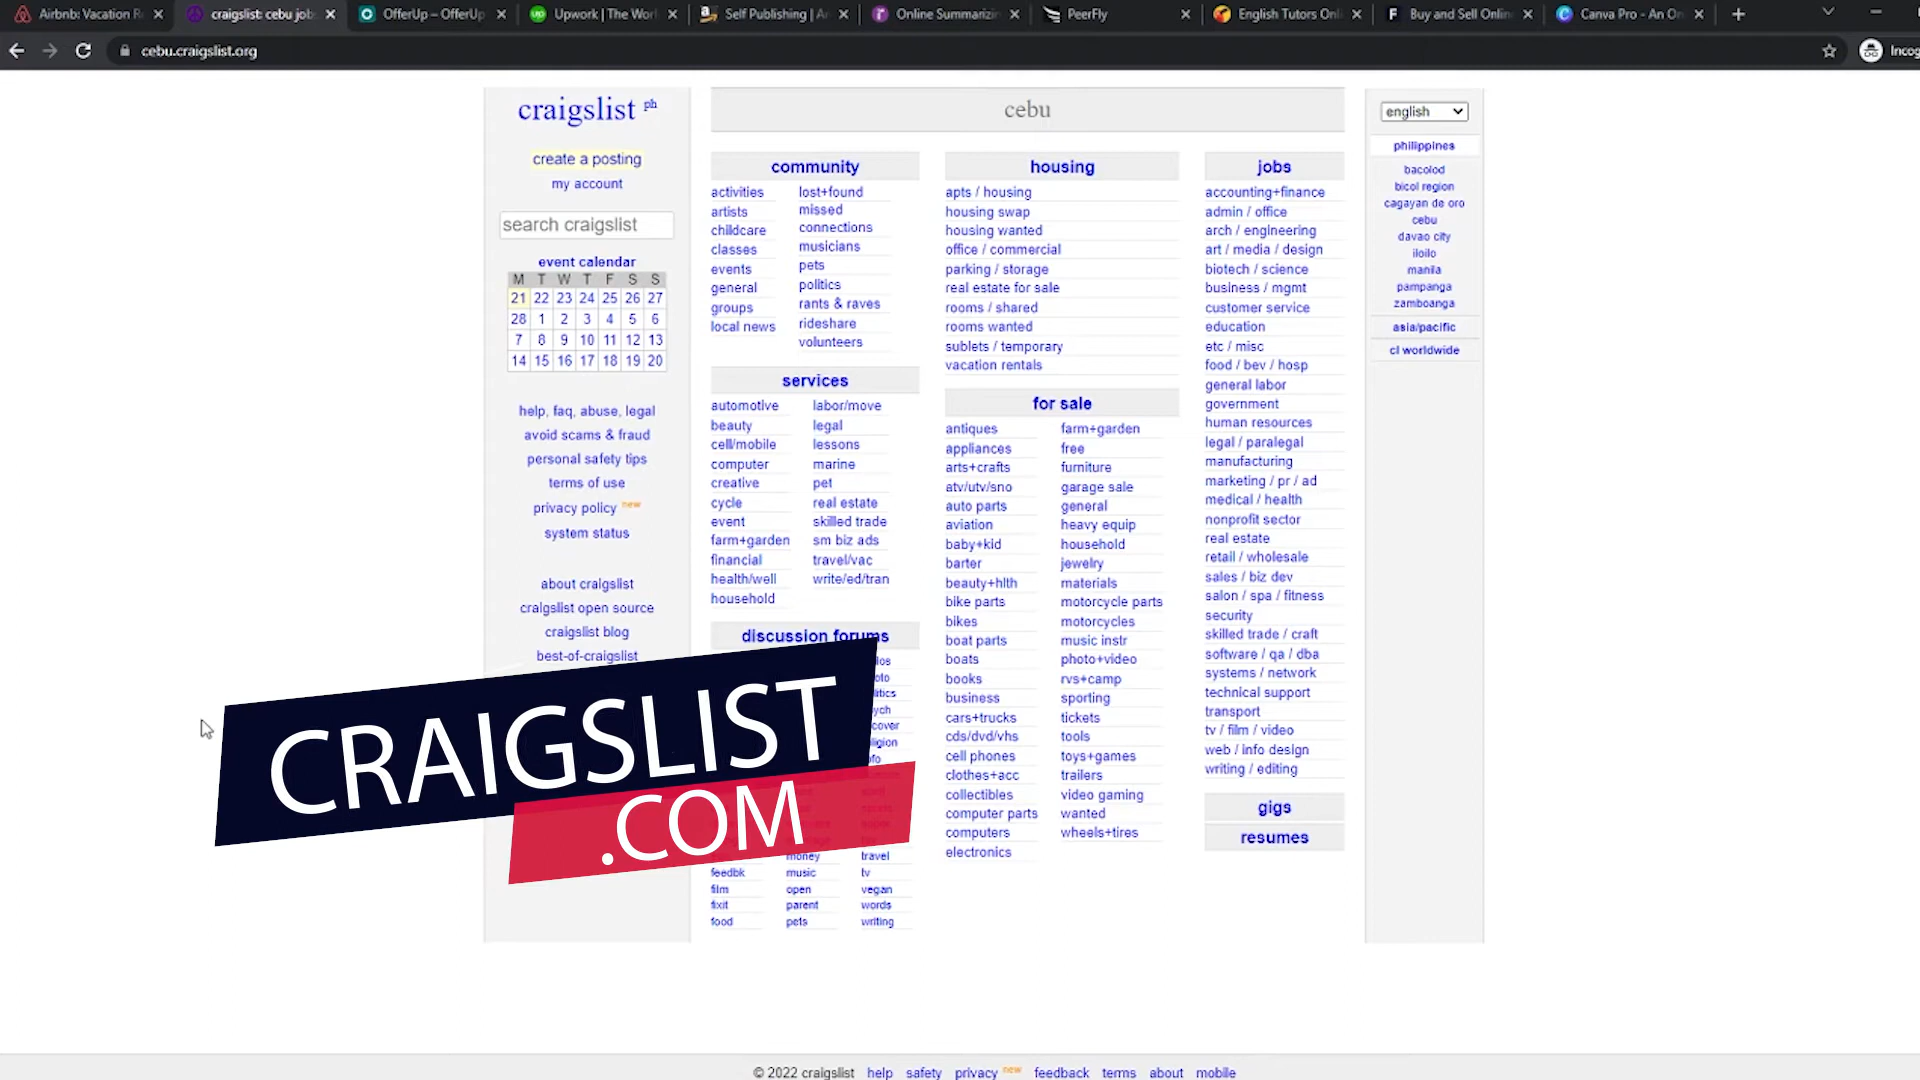 Airbnb: Vacation R
craigslist: cebu job
OfferUp – OfferUp
Upwork | The Worl
Self Publishing | A
Online Summarizin
PeerFly
English Tutors Onl
Buy and Sell Onlin
Canva Pro - An On
cebu.craigslist.org
Incog
craigslist ph
create a posting
my account
search craigslist
event calendar
M T W T F S S
21 22 23 24 25 26 27
28 1 2 3 4 5 6
7 8 9 10 11 12 13
14 15 16 17 18 19 20
help, faq, abuse, legal
avoid scams & fraud
personal safety tips
terms of use
privacy policy new
system status
about craigslist
craigslist open source
craigslist blog
best-of-craigslist
cebu
community
activities
artists
childcare
classes
events
general
groups
local news
lost+found
missed
connections
musicians
pets
politics
rants & raves
rideshare
volunteers
services
automotive
beauty
cell/mobile
computer
creative
cycle
event
farm+garden
financial
health/well
household
labor/move
legal
lessons
marine
pet
real estate
skilled trade
sm biz ads
travel/vac
write/ed/tran
discussion forums
feedbk
film
fixit
food
money
music
open
parent
pets
travel
tv
vegan
words
writing
CRAIGSLIST
.COM
housing
apts / housing
housing swap
housing wanted
office / commercial
parking / storage
real estate for sale
rooms / shared
rooms wanted
sublets / temporary
vacation rentals
for sale
antiques
appliances
arts+crafts
atv/utv/sno
auto parts
aviation
baby+kid
barter
beauty+hlth
bike parts
bikes
boat parts
boats
books
business
cars+trucks
cds/dvd/vhs
cell phones
clothes+acc
collectibles
computer parts
computers
electronics
farm+garden
free
furniture
garage sale
general
heavy equip
household
jewelry
materials
motorcycle parts
motorcycles
music instr
photo+video
rvs+camp
sporting
tickets
tools
toys+games
trailers
video gaming
wanted
wheels+tires
jobs
accounting+finance
admin / office
arch / engineering
art / media / design
biotech / science
business / mgmt
customer service
education
etc / misc
food / bev / hosp
general labor
government
human resources
legal / paralegal
manufacturing
marketing / pr / ad
medical / health
nonprofit sector
real estate
retail / wholesale
sales / biz dev
salon / spa / fitness
security
skilled trade / craft
software / qa / dba
systems / network
technical support
transport
tv / film / video
web / info design
writing / editing
gigs
resumes
english
philippines
bacolod
bicol region
cagayan de oro
cebu
davao city
iloilo
manila
pampanga
zamboanga
asia/pacific
cl worldwide
© 2022 craigslist help safety privacy new feedback terms about mobile